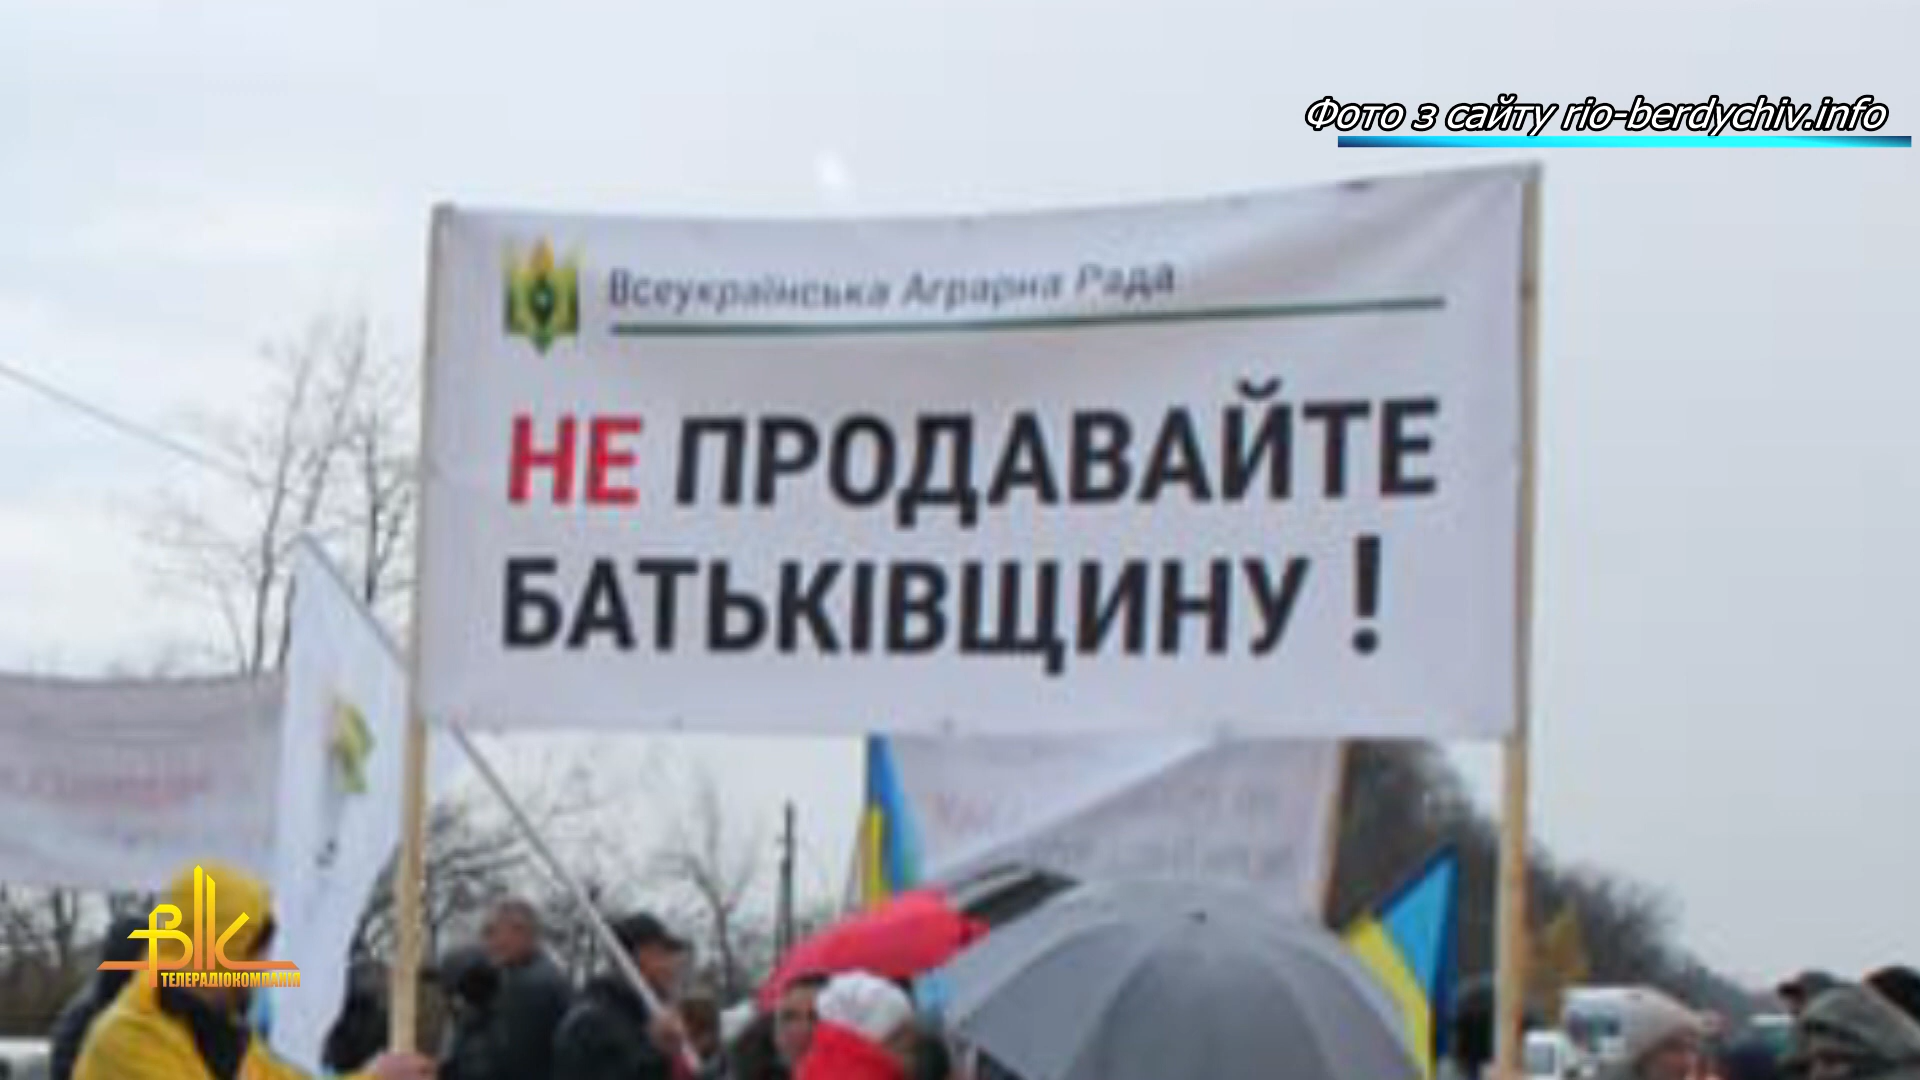 Фото з сайту rio-berdychiv.info
Всеукраїнська Аграрна Рада
НЕ ПРОДАВАЙТЕ
БАТЬКІВЩИНУ !
ВІК
ТЕЛЕРАДІОКОМПАНІЯ